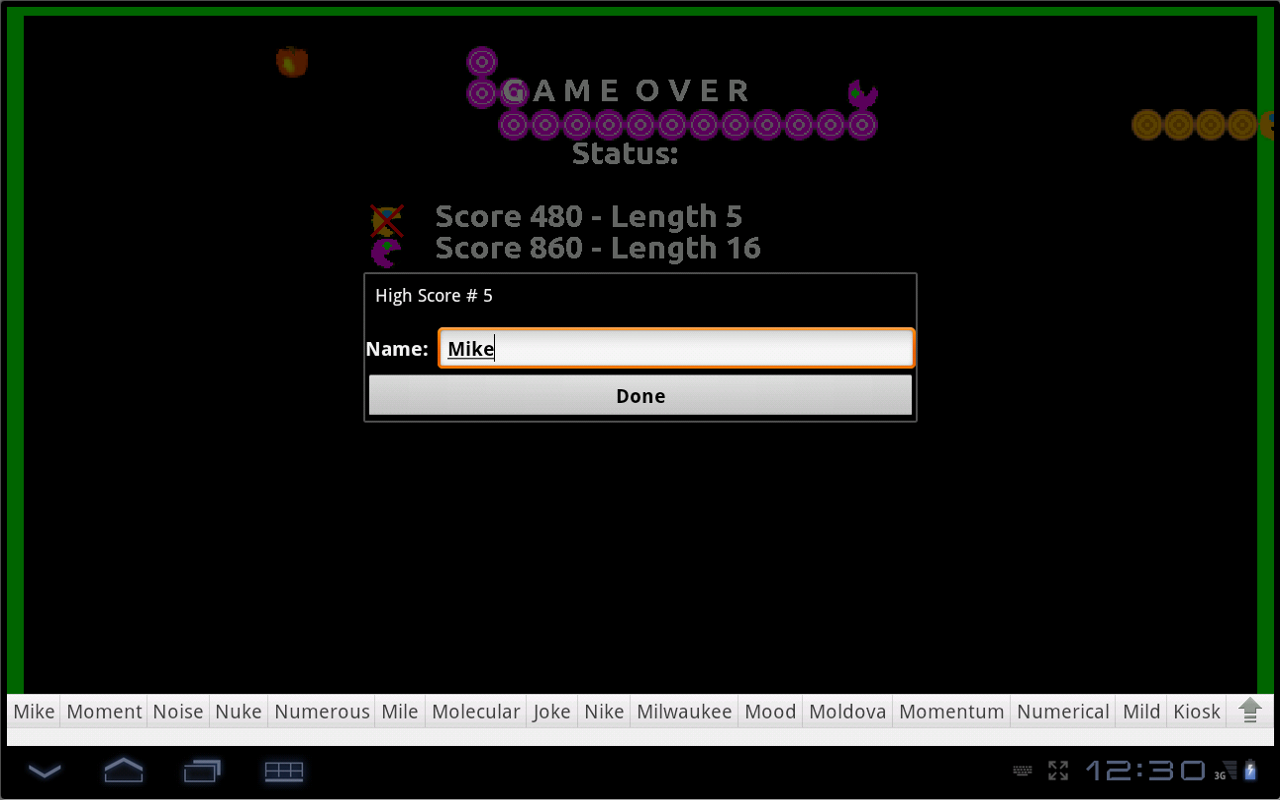 GAME OVER
Status:
Score 480 - Length 5
Score 860 - Length 16
High Score # 5
Name: Mike
Done
Mike Moment Noise Nuke Numerous Mile Molecular Joke Nike Milwaukee Mood Moldova Momentum Numerical Mild Kiosk
12:30 3G